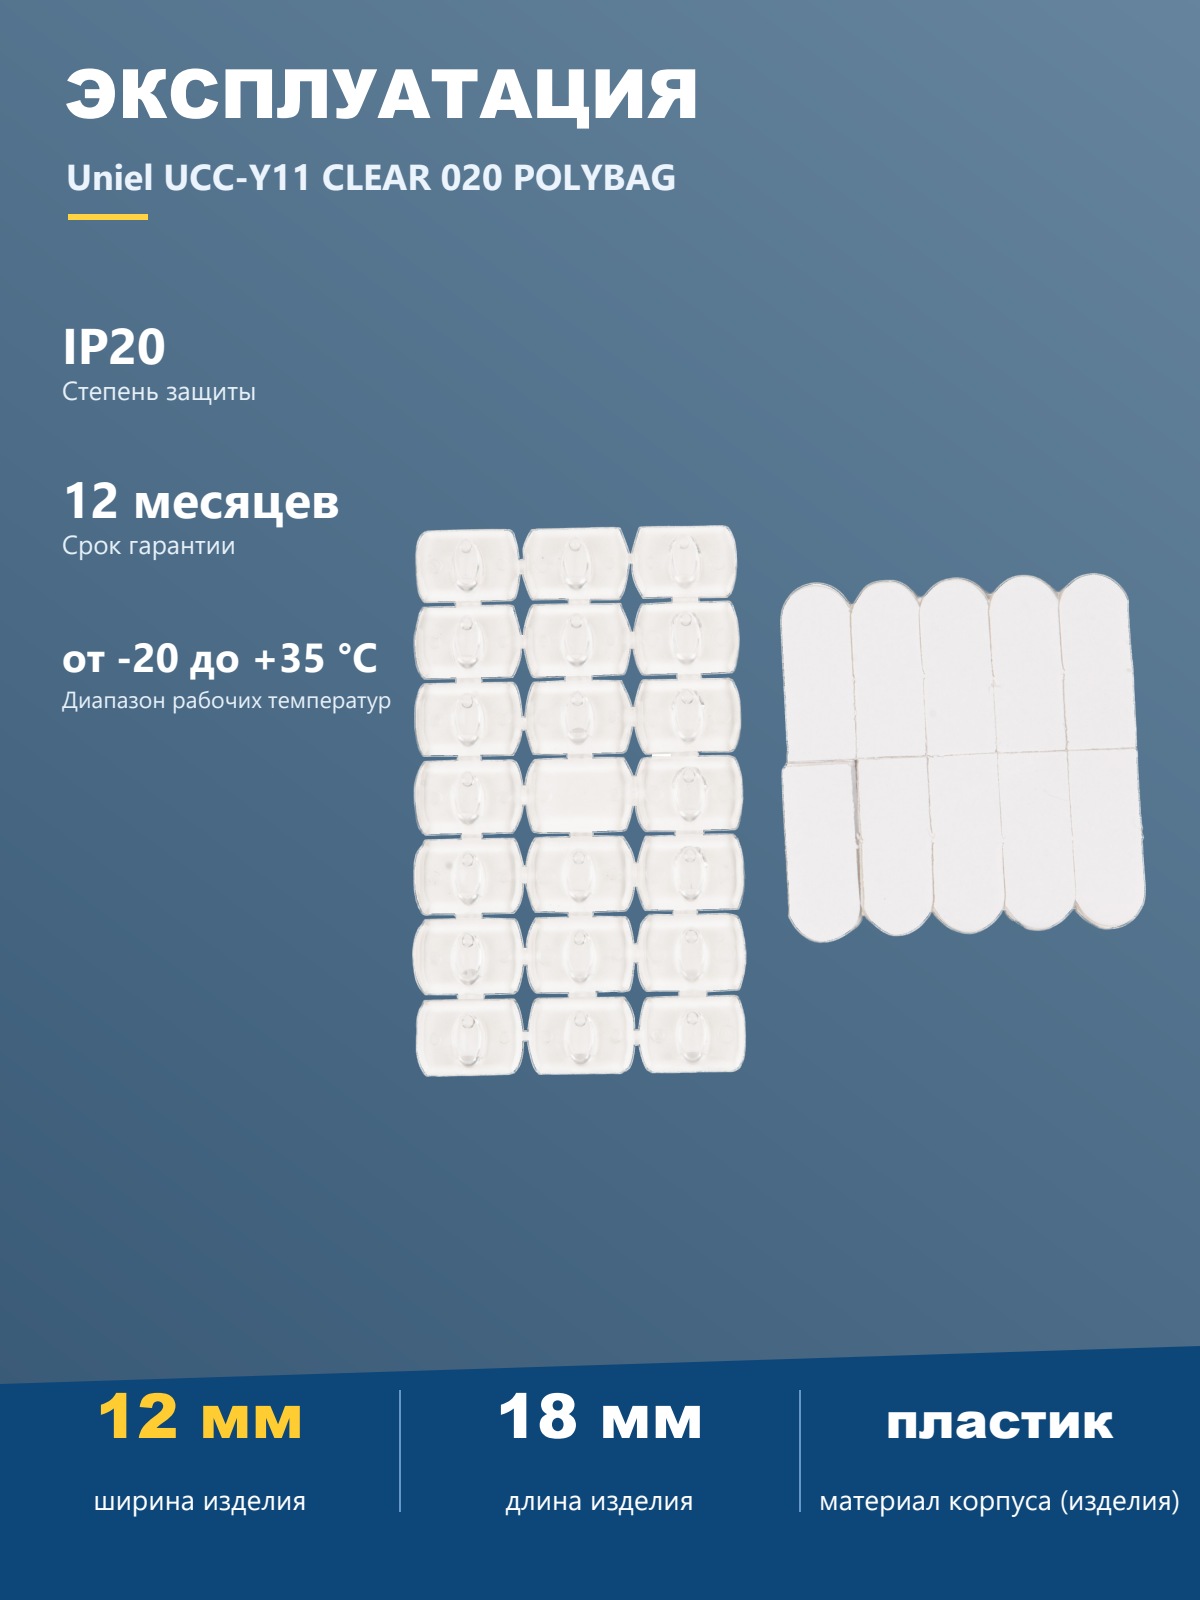 ЭКСПЛУАТАЦИЯ
Uniel UCC-Y11 CLEAR 020 POLYBAG
IP20
Степень защиты
12 месяцев
Срок гарантии
от -20 до +35 °C
Диапазон рабочих температур
12 мм
ширина изделия
18 мм
длина изделия
пластик
материал корпуса (изделия)